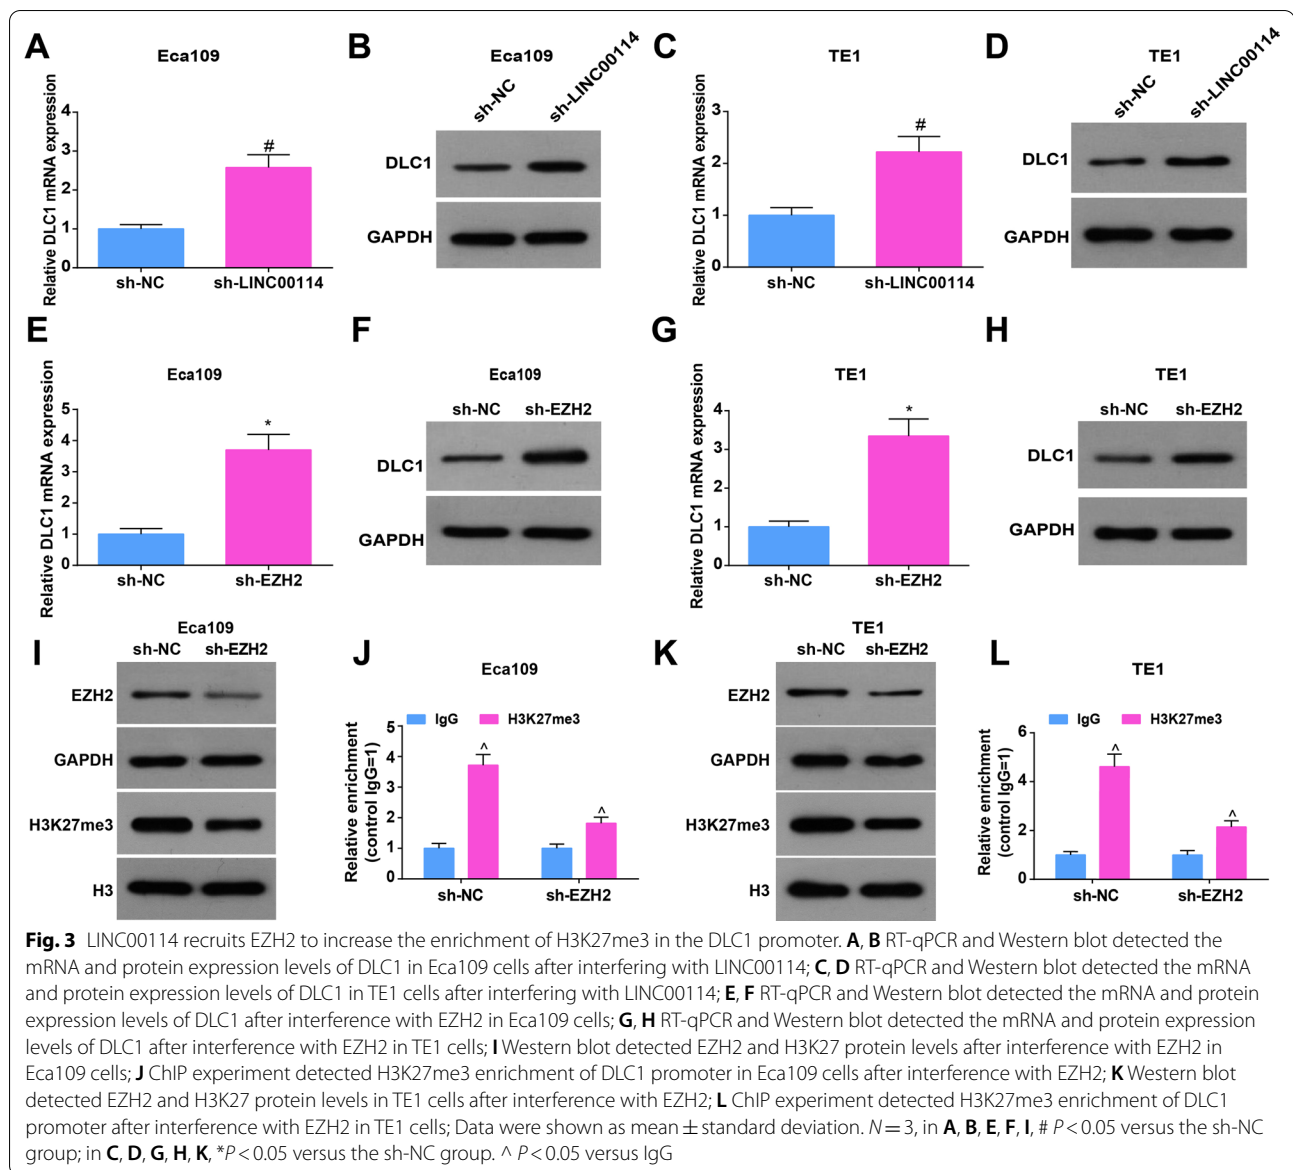 A
Eca109
Relative DLC1 mRNA expression
4
3
2
1
0
#
sh-NC
sh-LINC00114
B
Eca109
sh-NC
sh-LINC00114
DLC1
GAPDH
C
TE1
Relative DLC1 mRNA expression
3
2
1
0
#
sh-NC
sh-LINC00114
D
TE1
sh-NC
sh-LINC00114
DLC1
GAPDH
E
Eca109
Relative DLC1 mRNA expression
5
4
3
2
1
0
*
sh-NC
sh-EZH2
F
Eca109
sh-NC sh-EZH2
DLC1
GAPDH
G
TE1
Relative DLC1 mRNA expression
4
3
2
1
0
*
sh-NC
sh-EZH2
H
TE1
sh-NC sh-EZH2
DLC1
GAPDH
I
Eca109
sh-NC sh-EZH2
EZH2
GAPDH
H3K27me3
H3
J
Eca109
IgG H3K27me3
Relative enrichment
(control IgG=1)
5
4
3
2
1
0
^
^
sh-NC
sh-EZH2
K
TE1
sh-NC sh-EZH2
EZH2
GAPDH
H3K27me3
H3
L
TE1
IgG H3K27me3
Relative enrichment
(control IgG=1)
6
4
2
0
^
^
sh-NC
sh-EZH2
Fig. 3 LINC00114 recruits EZH2 to increase the enrichment of H3K27me3 in the DLC1 promoter. A, B RT-qPCR and Western blot detected the
mRNA and protein expression levels of DLC1 in Eca109 cells after interfering with LINC00114; C, D RT-qPCR and Western blot detected the mRNA
and protein expression levels of DLC1 in TE1 cells after interfering with LINC00114; E, F RT-qPCR and Western blot detected the mRNA and protein
expression levels of DLC1 after interference with EZH2 in Eca109 cells; G, H RT-qPCR and Western blot detected the mRNA and protein expression
levels of DLC1 after interference with EZH2 in TE1 cells; I Western blot detected EZH2 and H3K27 protein levels after interference with EZH2 in
Eca109 cells; J ChIP experiment detected H3K27me3 enrichment of DLC1 promoter in Eca109 cells after interference with EZH2; K Western blot
detected EZH2 and H3K27 protein levels in TE1 cells after interference with EZH2; L ChIP experiment detected H3K27me3 enrichment of DLC1
promoter after interference with EZH2 in TE1 cells; Data were shown as mean ± standard deviation. N = 3, in A, B, E, F, I, # P < 0.05 versus the sh-NC
group; in C, D, G, H, K, *P < 0.05 versus the sh-NC group. ^ P < 0.05 versus IgG